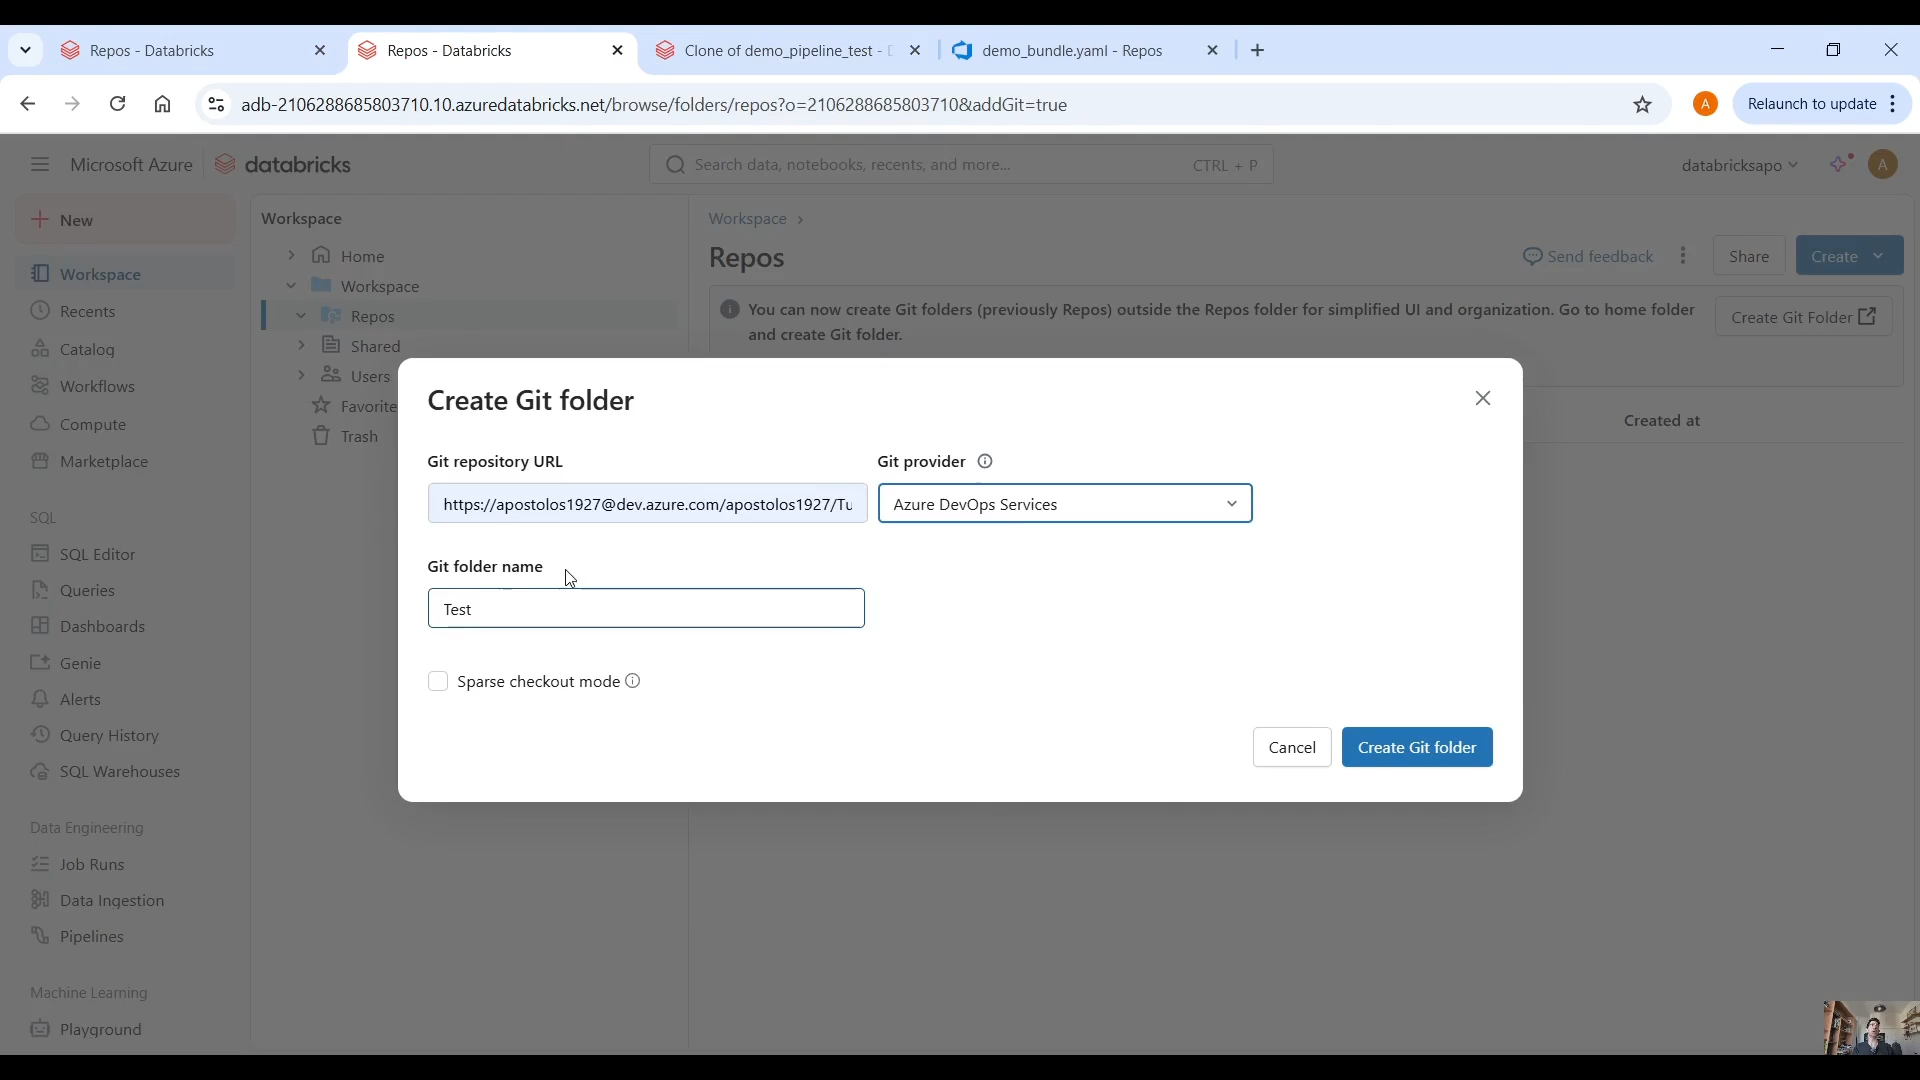 Repos - Databricks
Repos - Databricks
Clone of demo_pipeline_test -
demo_bundle.yaml - Repos
adb-2106288685803710.10.azuredatabricks.net/browse/folders/repos?o=2106288685803710&addGit=true
A
Relaunch to update
Microsoft Azure
databricks
Search data, notebooks, recents, and more...
CTRL + P
databricksapo
A
New
Workspace
Recents
Catalog
Workflows
Compute
Marketplace
SQL
SQL Editor
Queries
Dashboards
Genie
Alerts
Query History
SQL Warehouses
Data Engineering
Job Runs
Data Ingestion
Pipelines
Machine Learning
Playground
Workspace
Home
Workspace
Repos
Shared
Users
Favorite
Trash
Workspace ›
Repos
Send feedback
Share
Create
You can now create Git folders (previously Repos) outside the Repos folder for simplified UI and organization. Go to home folder
and create Git folder.
Create Git Folder
Created at
Create Git folder
Git repository URL
https://apostolos1927@dev.azure.com/apostolos1927/Tu
Git provider
Azure DevOps Services
Git folder name
Test
Sparse checkout mode
Cancel
Create Git folder